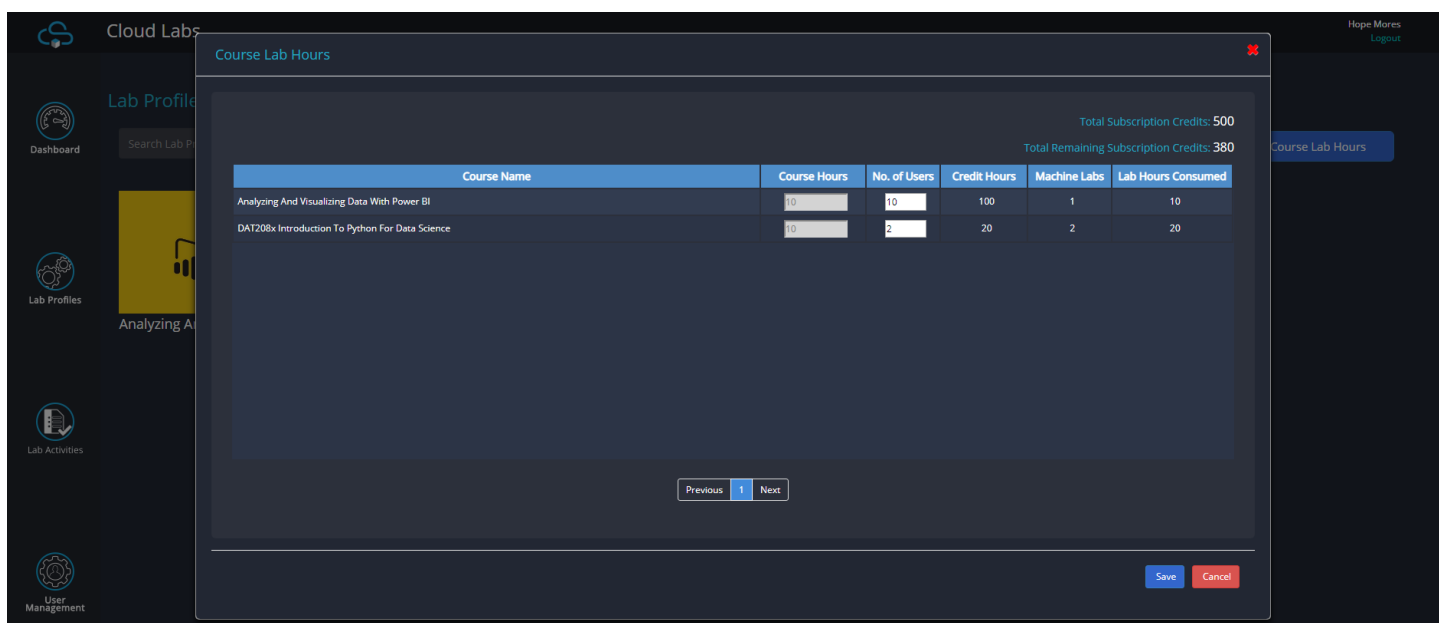 Cloud Labs
Hope Mores
Logout
Course Lab Hours
Lab Profile
Total Subscription Credits: 500
Dashboard
Search Lab
Total Remaining Subscription Credits: 380
Course Lab Hours
Course Name Course Hours No. of Users Credit Hours Machine Labs Lab Hours Consumed
Analyzing And Visualizing Data With Power BI 10 10 100 1 10
DAT208x Introduction To Python For Data Science 10 2 20 2 20
Lab Profiles
Analyzing
Lab Activities
Previous 1 Next
User
Management
Save Cancel